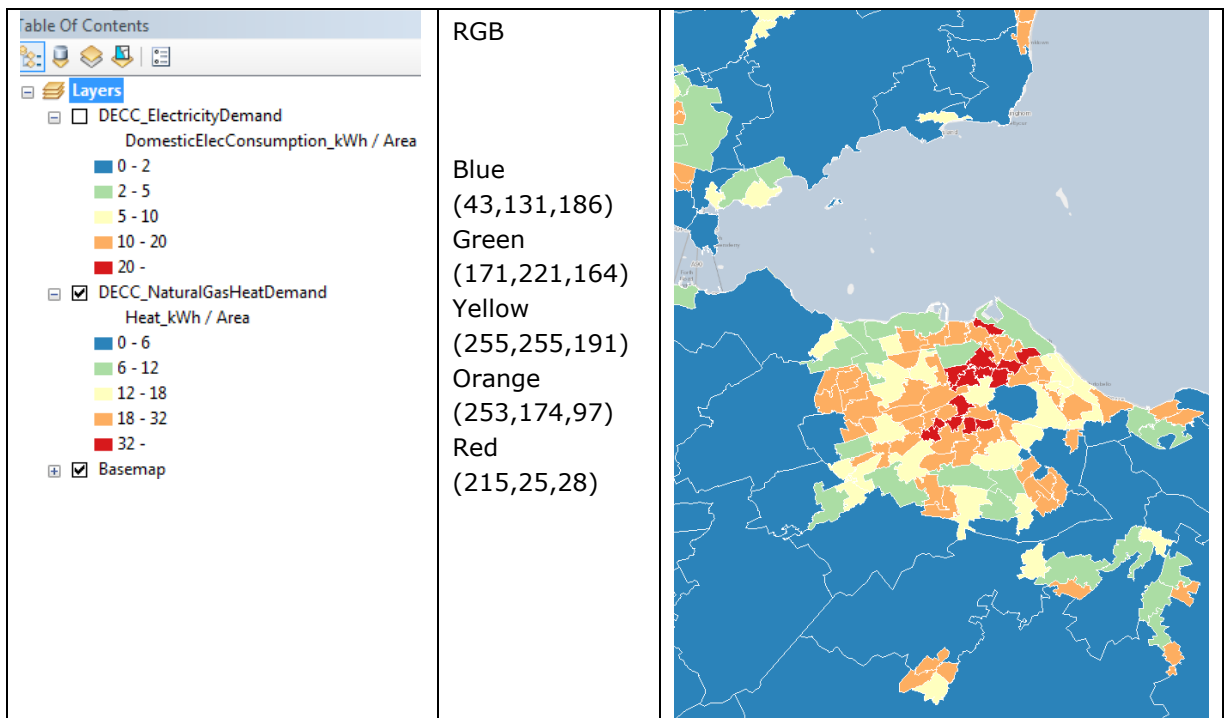 Table Of Contents
Layers
DECC_ElectricityDemand
DomesticElecConsumption_kWh / Area
0 - 2
2 - 5
5 - 10
10 - 20
20 -
DECC_NaturalGasHeatDemand
Heat_kWh / Area
0 - 6
6 - 12
12 - 18
18 - 32
32 -
Basemap
RGB
Blue
(43,131,186)
Green
(171,221,164)
Yellow
(255,255,191)
Orange
(253,174,97)
Red
(215,25,28)